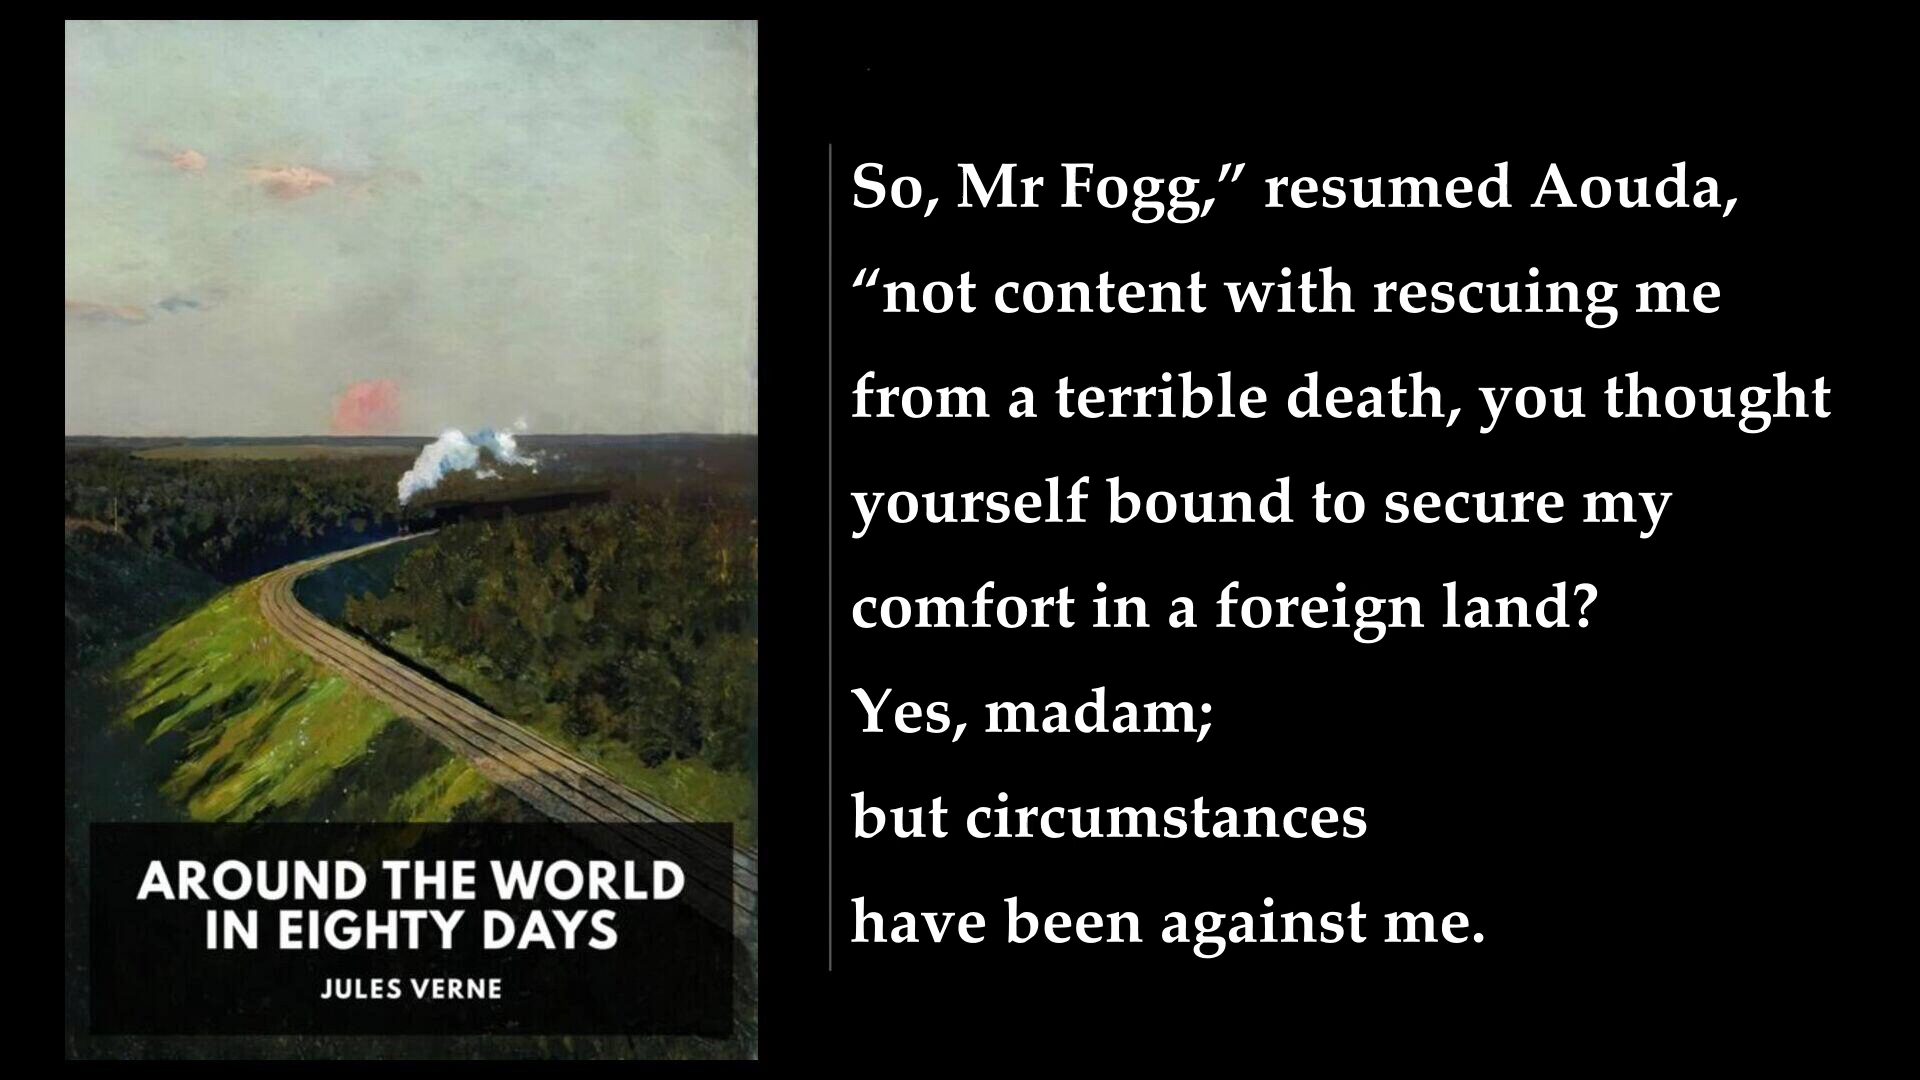 AROUND THE WORLD
IN EIGHTY DAYS
JULES VERNE
So, Mr Fogg,” resumed Aouda,
“not content with rescuing me
from a terrible death, you thought
yourself bound to secure my
comfort in a foreign land?
Yes, madam;
but circumstances
have been against me.